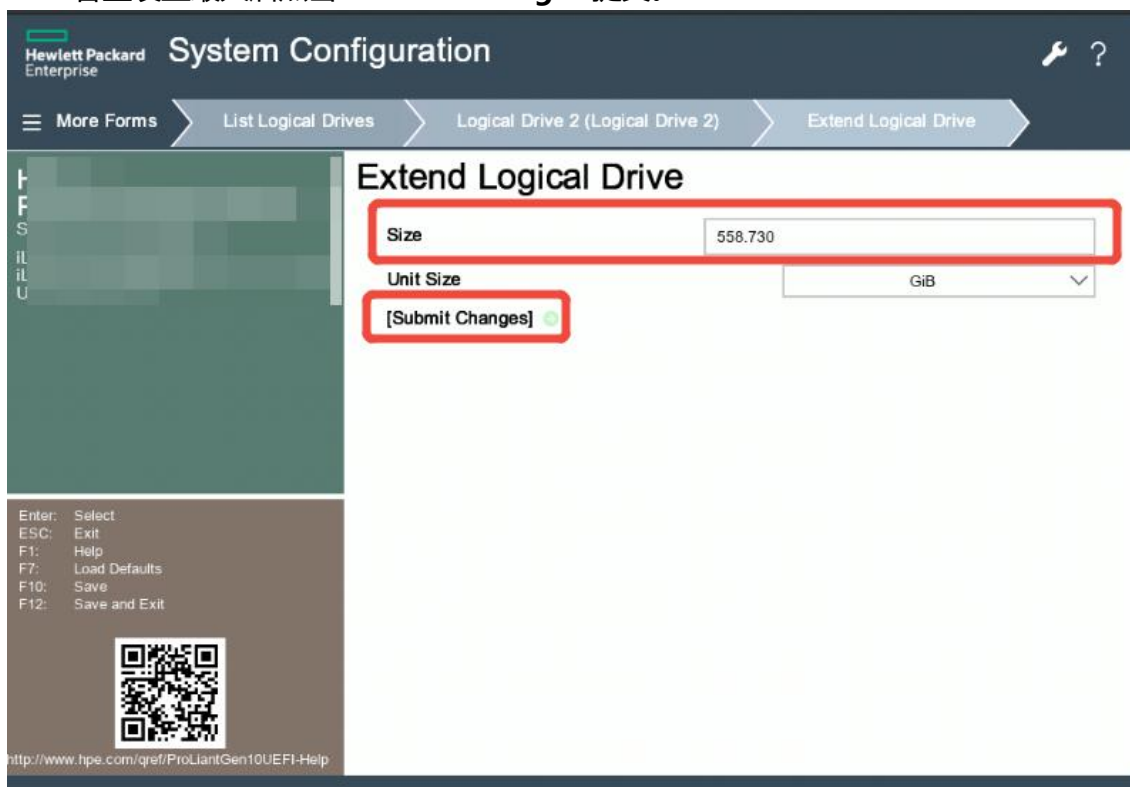 Hewlett Packard
Enterprise
System Configuration
?
More Forms
List Logical Drives
Logical Drive 2 (Logical Drive 2)
Extend Logical Drive
Extend Logical Drive
Size
558.730
Unit Size
GiB
[Submit Changes]
Enter: Select
ESC: Exit
F1: Help
F7: Load Defaults
F10: Save
F12: Save and Exit
http://www.hpe.com/qref/ProLiantGen10UEFI-Help